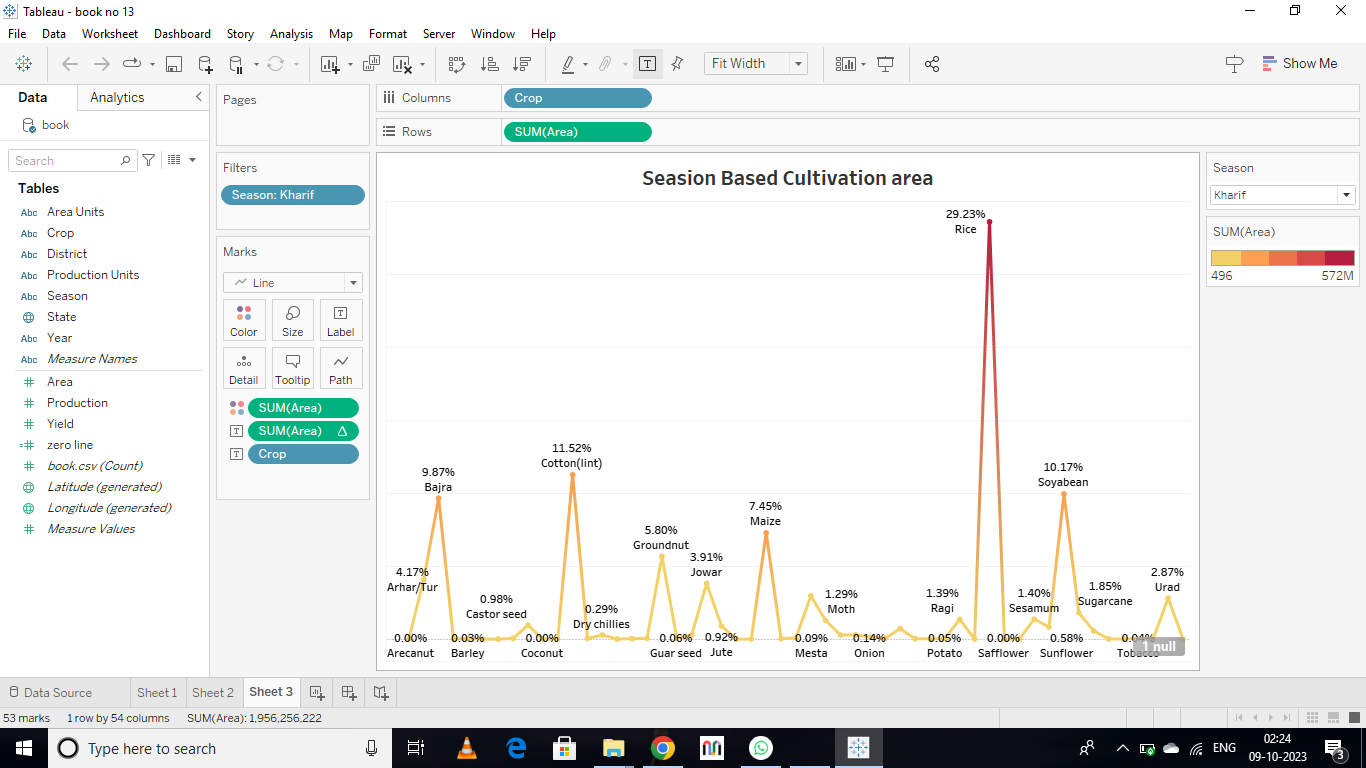 Tableau - book no 13
File Data Worksheet Dashboard Story Analysis Map Format Server Window Help
Fit Width
Show Me
Data Analytics
book
Search
Tables
Abc Area Units
Abc Crop
Abc District
Abc Production Units
Abc Season
State
Abc Year
Abc Measure Names
# Area
# Production
# Yield
=# zero line
# book.csv (Count)
Latitude (generated)
Longitude (generated)
# Measure Values
Pages
Filters
Season: Kharif
Marks
Line
Color Size Label
Detail Tooltip Path
SUM(Area)
SUM(Area) △
Crop
Columns Crop
Rows SUM(Area)
Seasion Based Cultivation area
29.23%
Rice
11.52%
Cotton(lint)
9.87%
Bajra
10.17%
Soyabean
7.45%
Maize
5.80%
Groundnut
3.91%
Jowar
4.17%
Arhar/Tur
0.98%
Castor seed
0.29%
Dry chillies
1.29%
Moth
1.39%
Ragi
1.40%
Sesamum
1.85%
Sugarcane
2.87%
Urad
0.00%
Arecanut
0.03%
Barley
0.00%
Coconut
0.06%
Guar seed
0.92%
Jute
0.09%
Mesta
0.14%
Onion
0.05%
Potato
0.00%
Safflower
0.58%
Sunflower
0.04%
Tobacco
1 null
Season
Kharif
SUM(Area)
496 572M
Data Source Sheet 1 Sheet 2 Sheet 3
53 marks 1 row by 54 columns SUM(Area): 1,956,256,222
Type here to search
ENG
02:24
09-10-2023
3